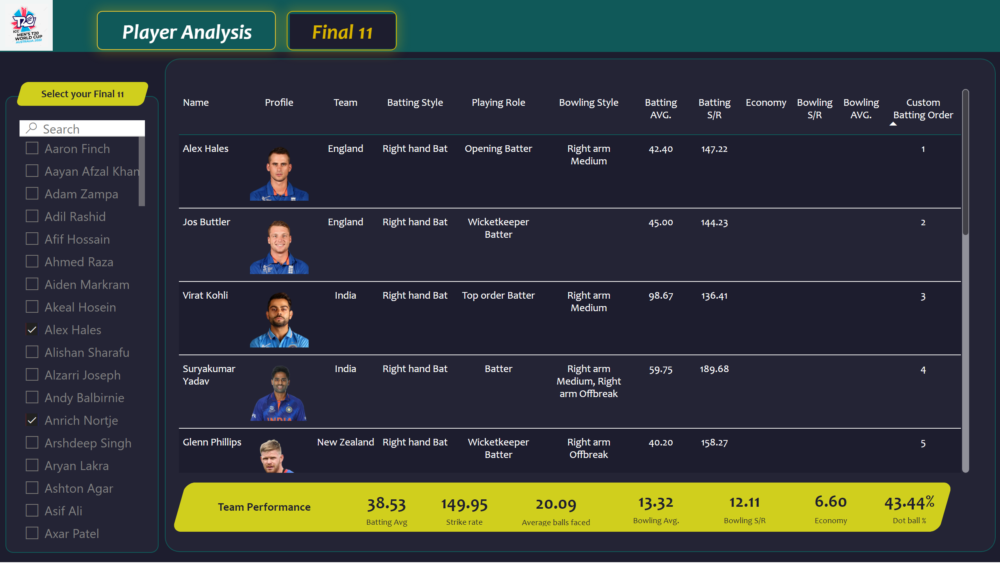 T20
ICC
MEN'S T20
WORLD CUP
AUSTRALIA 2022
Player Analysis
Final 11
Select your Final 11
Search
Aaron Finch
Aayan Afzal Khan
Adam Zampa
Adil Rashid
Afif Hossain
Ahmed Raza
Aiden Markram
Akeal Hosein
Alex Hales
Alishan Sharafu
Alzarri Joseph
Andy Balbirnie
Anrich Nortje
Arshdeep Singh
Aryan Lakra
Ashton Agar
Asif Ali
Axar Patel
Name Profile Team Batting Style Playing Role Bowling Style Batting Batting Economy Bowling Bowling Custom
AVG. S/R S/R AVG. Batting Order
Alex Hales England Right hand Bat Opening Batter Right arm 42.40 147.22 1
Medium
Jos Buttler England Right hand Bat Wicketkeeper 45.00 144.23 2
Batter
Virat Kohli India Right hand Bat Top order Batter Right arm 98.67 136.41 3
Medium
Suryakumar India Right hand Bat Batter Right arm 59.75 189.68 4
Yadav Medium, Right
arm Offbreak
INDIA
Glenn Phillips New Zealand Right hand Bat Wicketkeeper Right arm 40.20 158.27 5
Batter Offbreak
Team Performance 38.53 149.95 20.09 13.32 12.11 6.60 43.44%
Batting Avg Strike rate Average balls faced Bowling Avg. Bowling S/R Economy Dot ball %